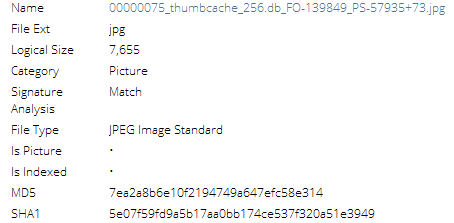 Name 00000075_thumbcache_256.db_FO-139849_PS-57935+73.jpg
File Ext jpg
Logical Size 7,655
Category Picture
Signature Match
Analysis
File Type JPEG Image Standard
Is Picture •
Is Indexed •
MD5 7ea2a8b6e10f2194749a647efc58e314
SHA1 5e07f59fd9a5b17aa0bb174ce537f320a51e3949